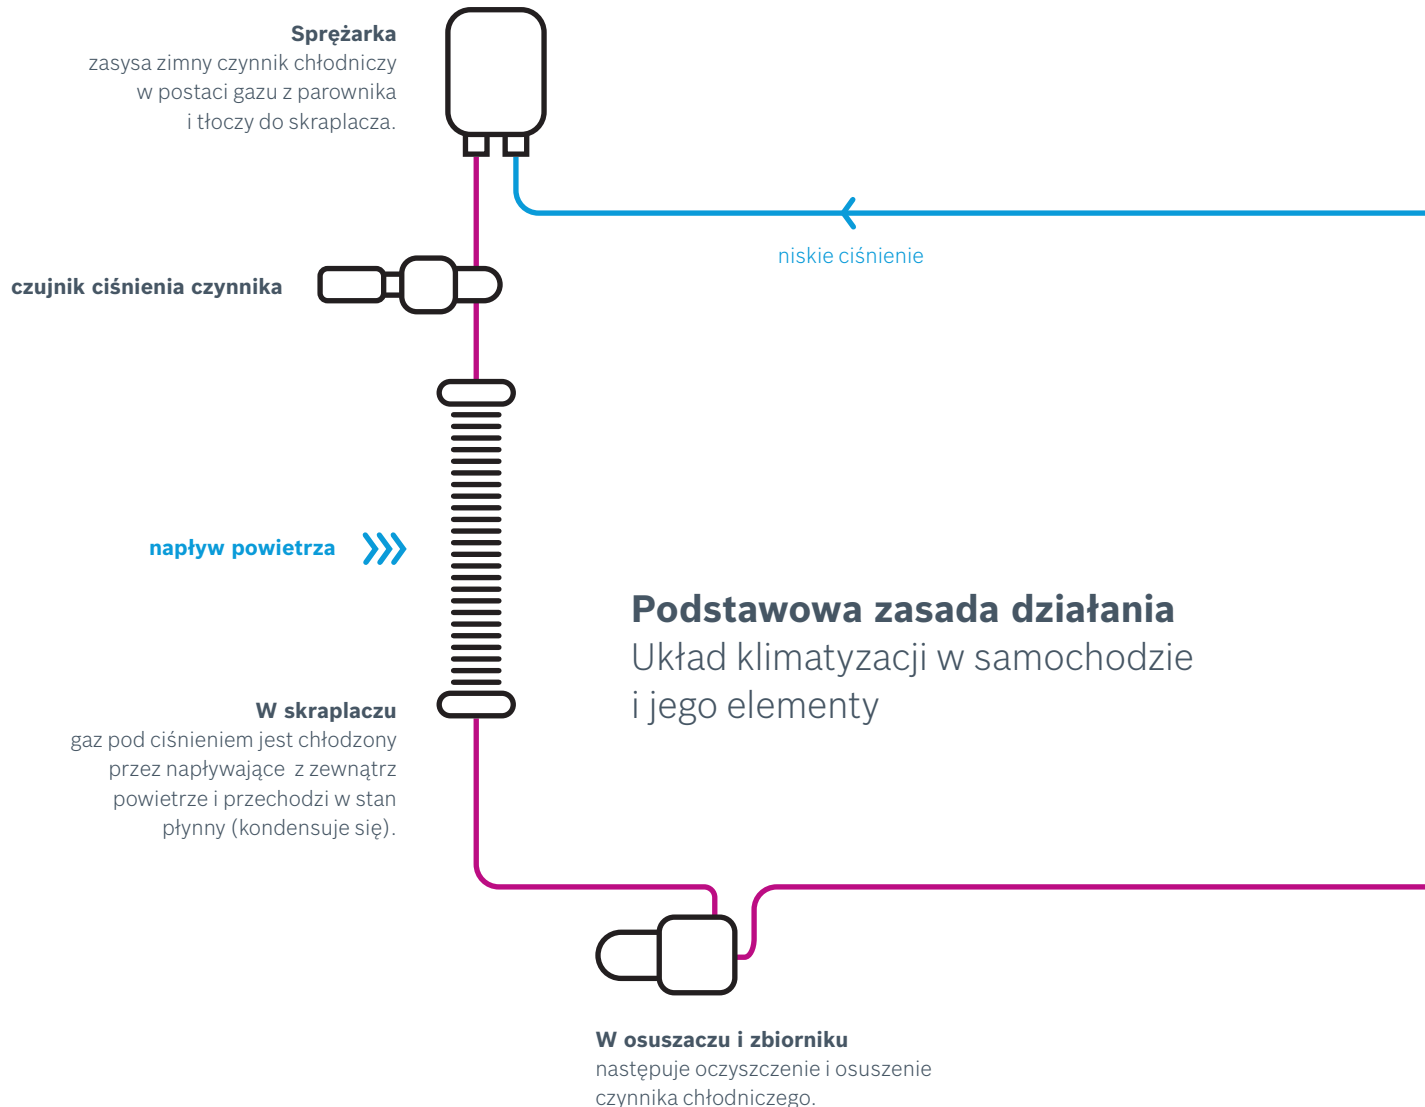 Sprężarka
zasysa zimny czynnik chłodniczy
w postaci gazu z parownika
i tłoczy do skraplacza.
niskie ciśnienie
czujnik ciśnienia czynnika
napływ powietrza
Podstawowa zasada działania
Układ klimatyzacji w samochodzie
i jego elementy
W skraplaczu
gaz pod ciśnieniem jest chłodzony
przez napływające z zewnątrz
powietrze i przechodzi w stan
płynny (kondensuje się).
W osuszaczu i zbiorniku
następuje oczyszczenie i osuszenie
czynnika chłodniczego.